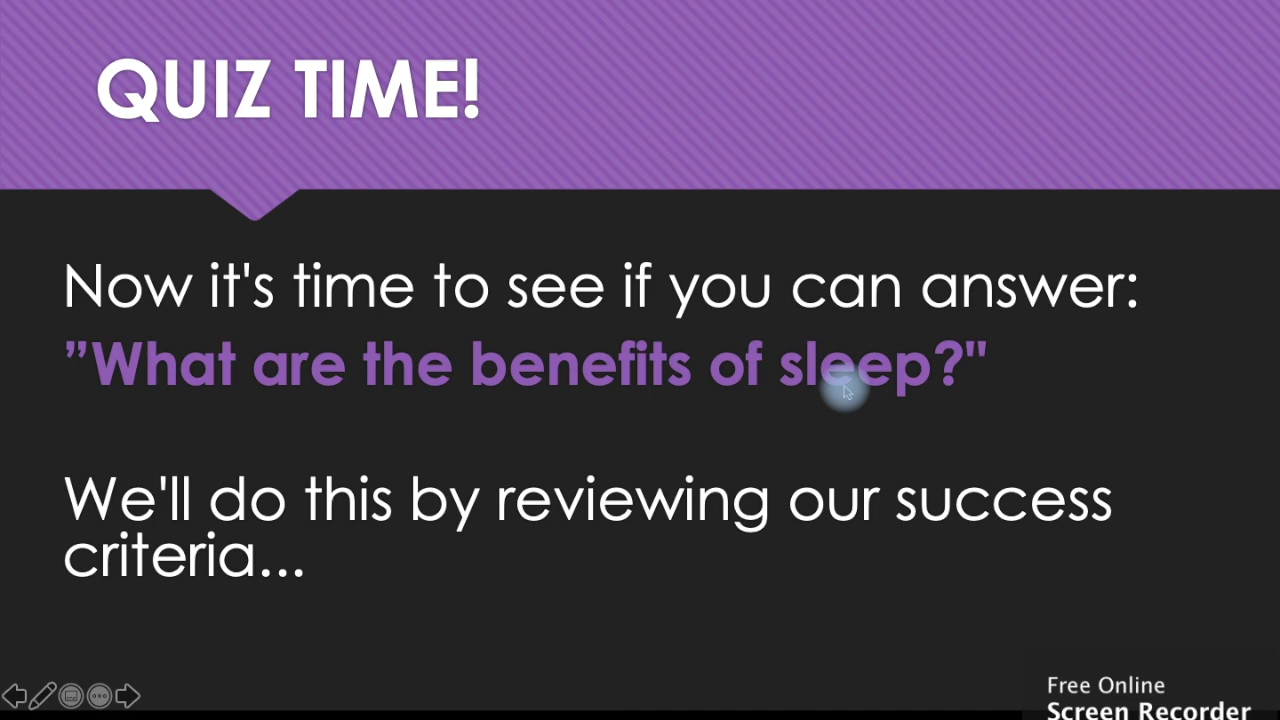 QUIZ TIME!
Now it's time to see if you can answer:
”What are the benefits of sleep?"
We'll do this by reviewing our success
criteria...
Free Online
Screen Recorder